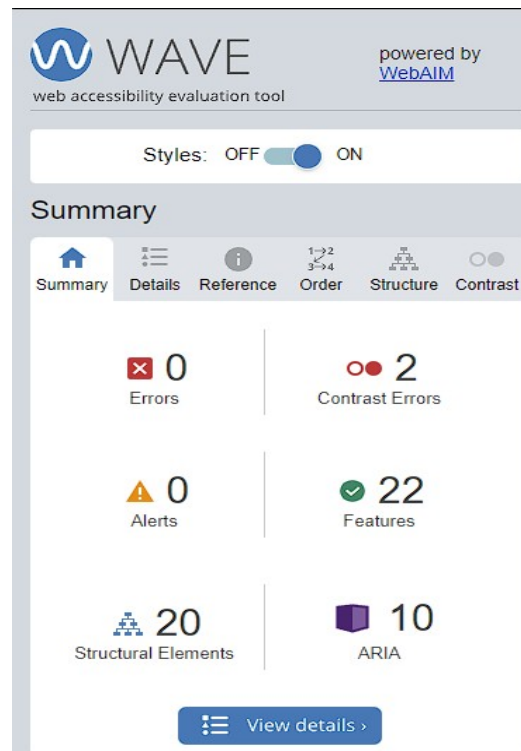 WAVE
powered by
WebAIM
web accessibility evaluation tool
Styles: OFF ON
Summary
1→2
3→4
Summary Details Reference Order Structure Contrast
0 2
Errors Contrast Errors
0 22
Alerts Features
20 10
Structural Elements ARIA
View details ›